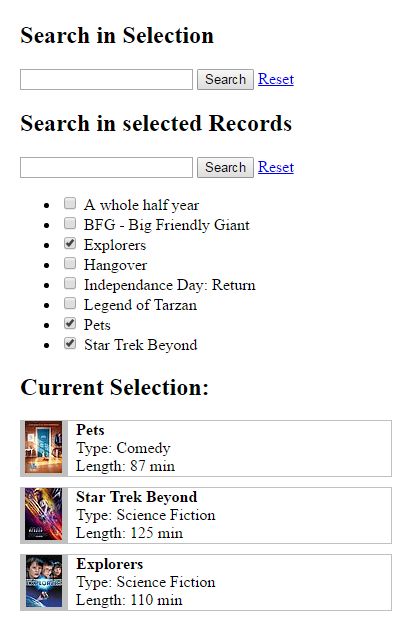 Search in Selection
Search Reset
Search in selected Records
Search Reset
A whole half year
BFG - Big Friendly Giant
Explorers
Hangover
Independance Day: Return
Legend of Tarzan
Pets
Star Trek Beyond
Current Selection:
Pets
Type: Comedy
Length: 87 min
Star Trek Beyond
Type: Science Fiction
Length: 125 min
Explorers
Type: Science Fiction
Length: 110 min